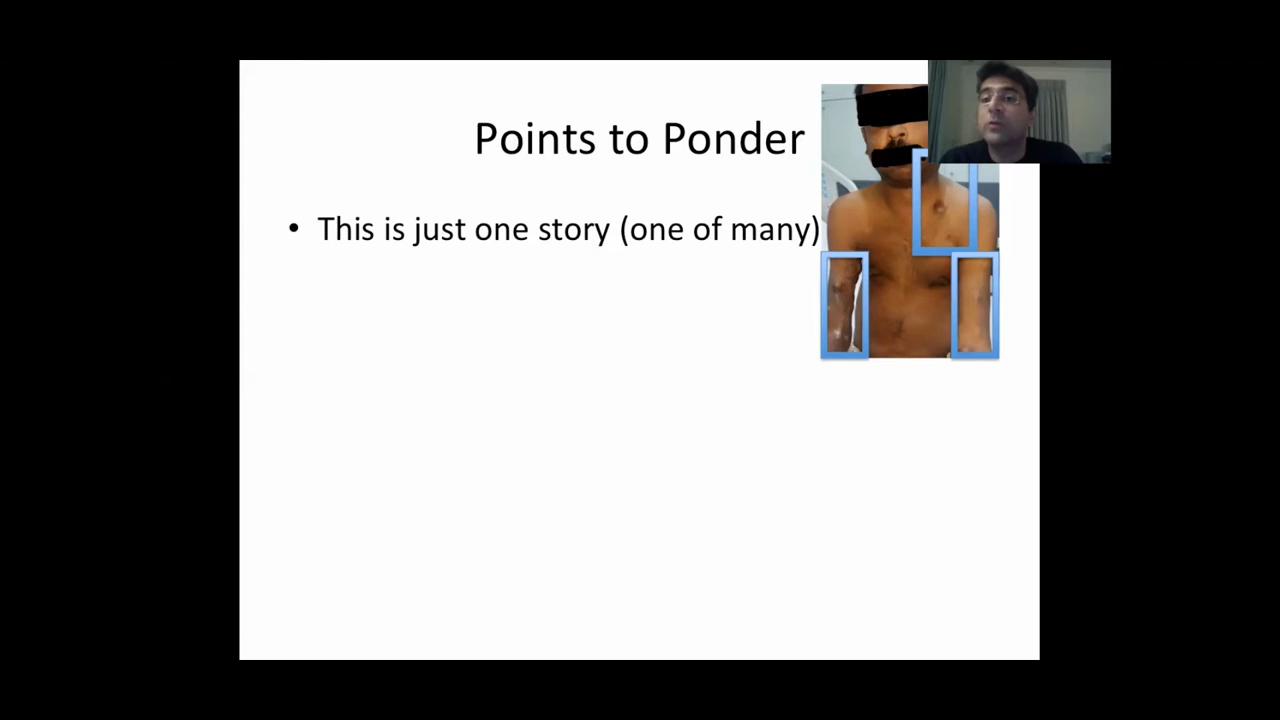 Points to Ponder
• This is just one story (one of many)